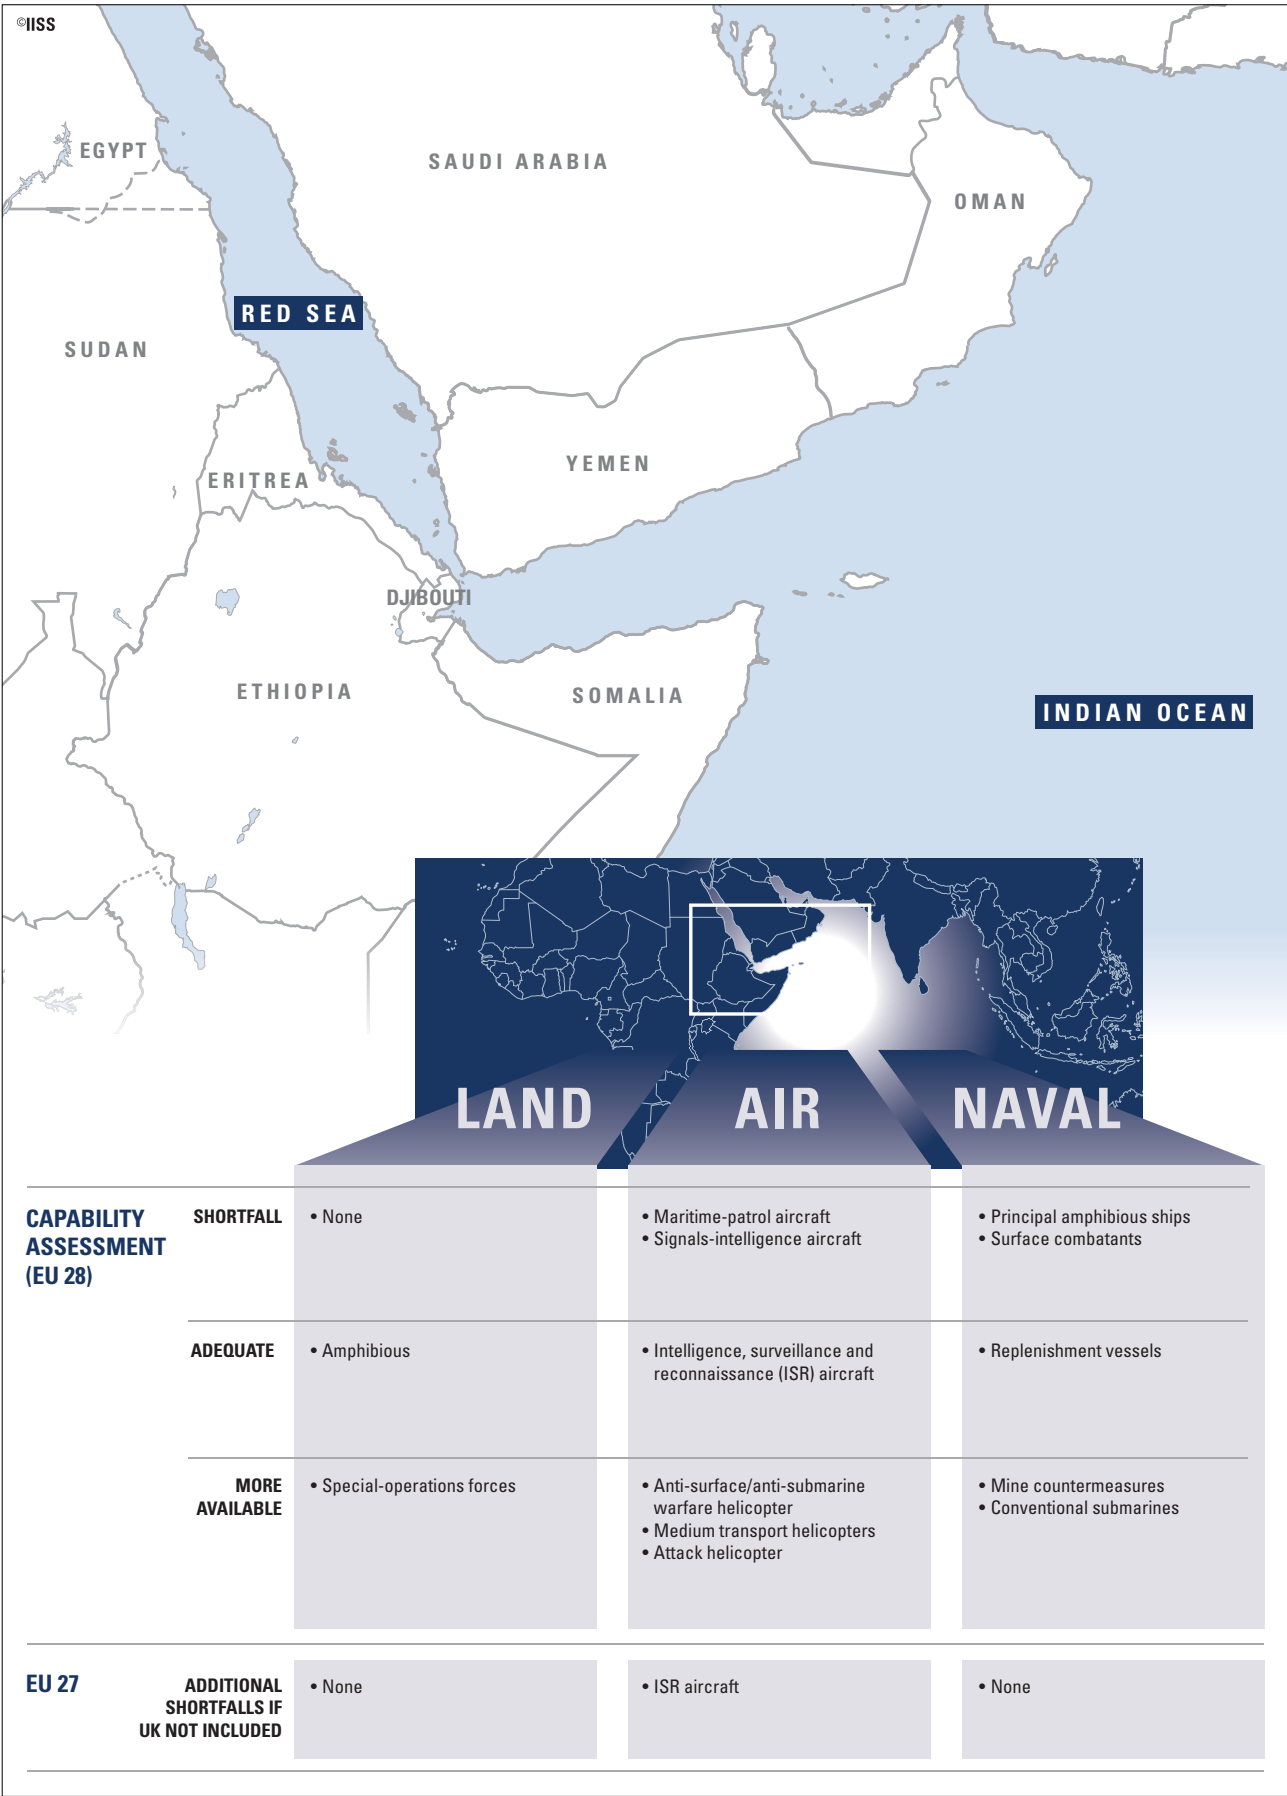 ©IISS
EGYPT
SAUDI ARABIA
OMAN
RED SEA
SUDAN
YEMEN
ERITREA
DJIBOUTI
ETHIOPIA
SOMALIA
INDIAN OCEAN
LAND
AIR
NAVAL
CAPABILITY
ASSESSMENT
(EU 28)
SHORTFALL
• None
• Maritime-patrol aircraft
• Signals-intelligence aircraft
• Principal amphibious ships
• Surface combatants
ADEQUATE
• Amphibious
• Intelligence, surveillance and
reconnaissance (ISR) aircraft
• Replenishment vessels
MORE
AVAILABLE
• Special-operations forces
• Anti-surface/anti-submarine
warfare helicopter
• Medium transport helicopters
• Attack helicopter
• Mine countermeasures
• Conventional submarines
EU 27
ADDITIONAL
SHORTFALLS IF
UK NOT INCLUDED
• None
• ISR aircraft
• None